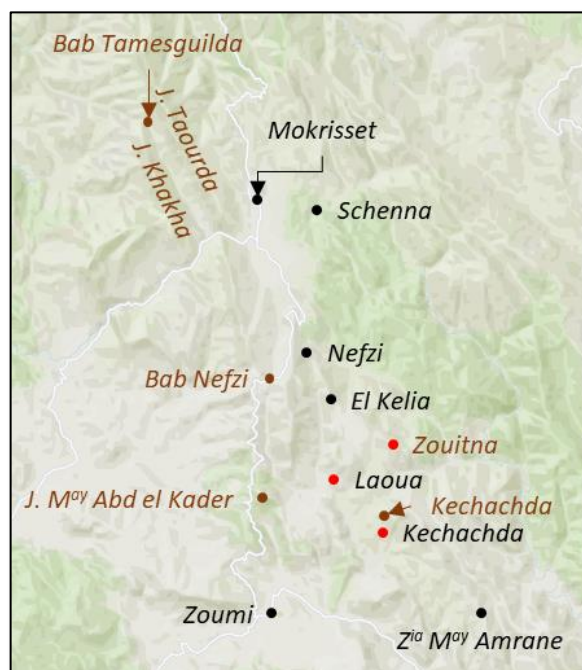 Bab Tamesguilda
J. Taourda
J. Khakha
Mokrisset
Schenna
Nefzi
Bab Nefzi
El Kelia
Zouitna
Laoua
J. May Abd el Kader
Kechachda
Kechachda
Zoumi
Zia May Amrane